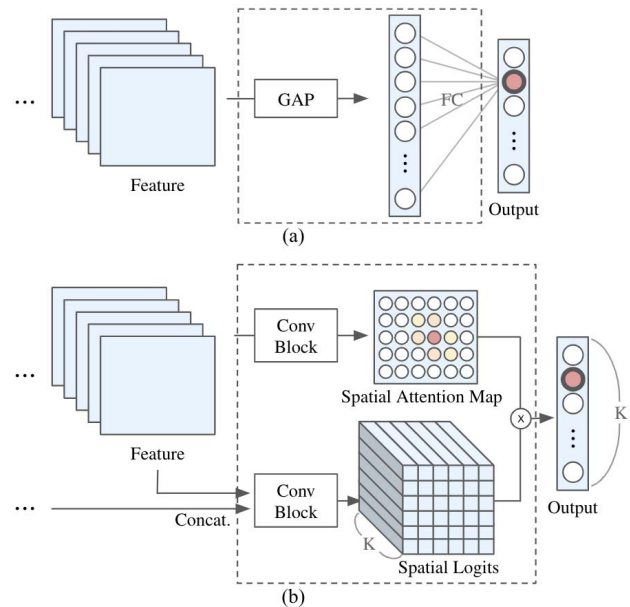 ...
GAP
FC
...
Feature
...
Output
(a)
Conv
Block
...
Spatial Attention Map
K
x
...
Feature
...
Conv
Block
Output
Concat.
K
Spatial Logits
(b)